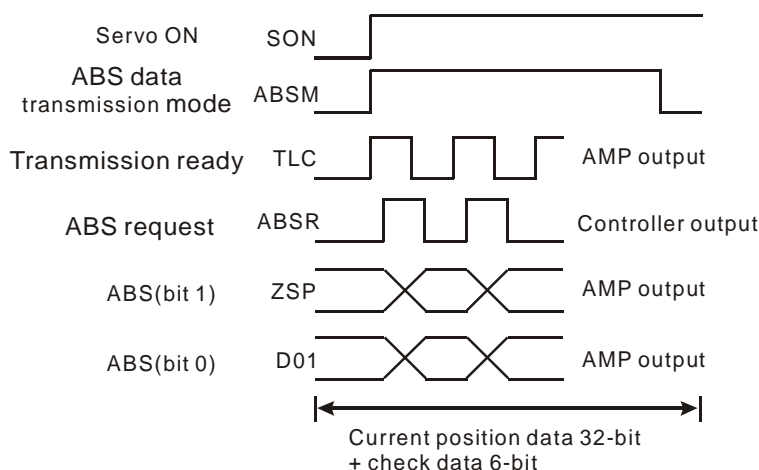 Servo ON SON
ABS data
transmission mode ABSM
Transmission ready TLC AMP output
ABS request ABSR Controller output
ABS(bit 1) ZSP AMP output
ABS(bit 0) D01 AMP output
Current position data 32-bit
+ check data 6-bit